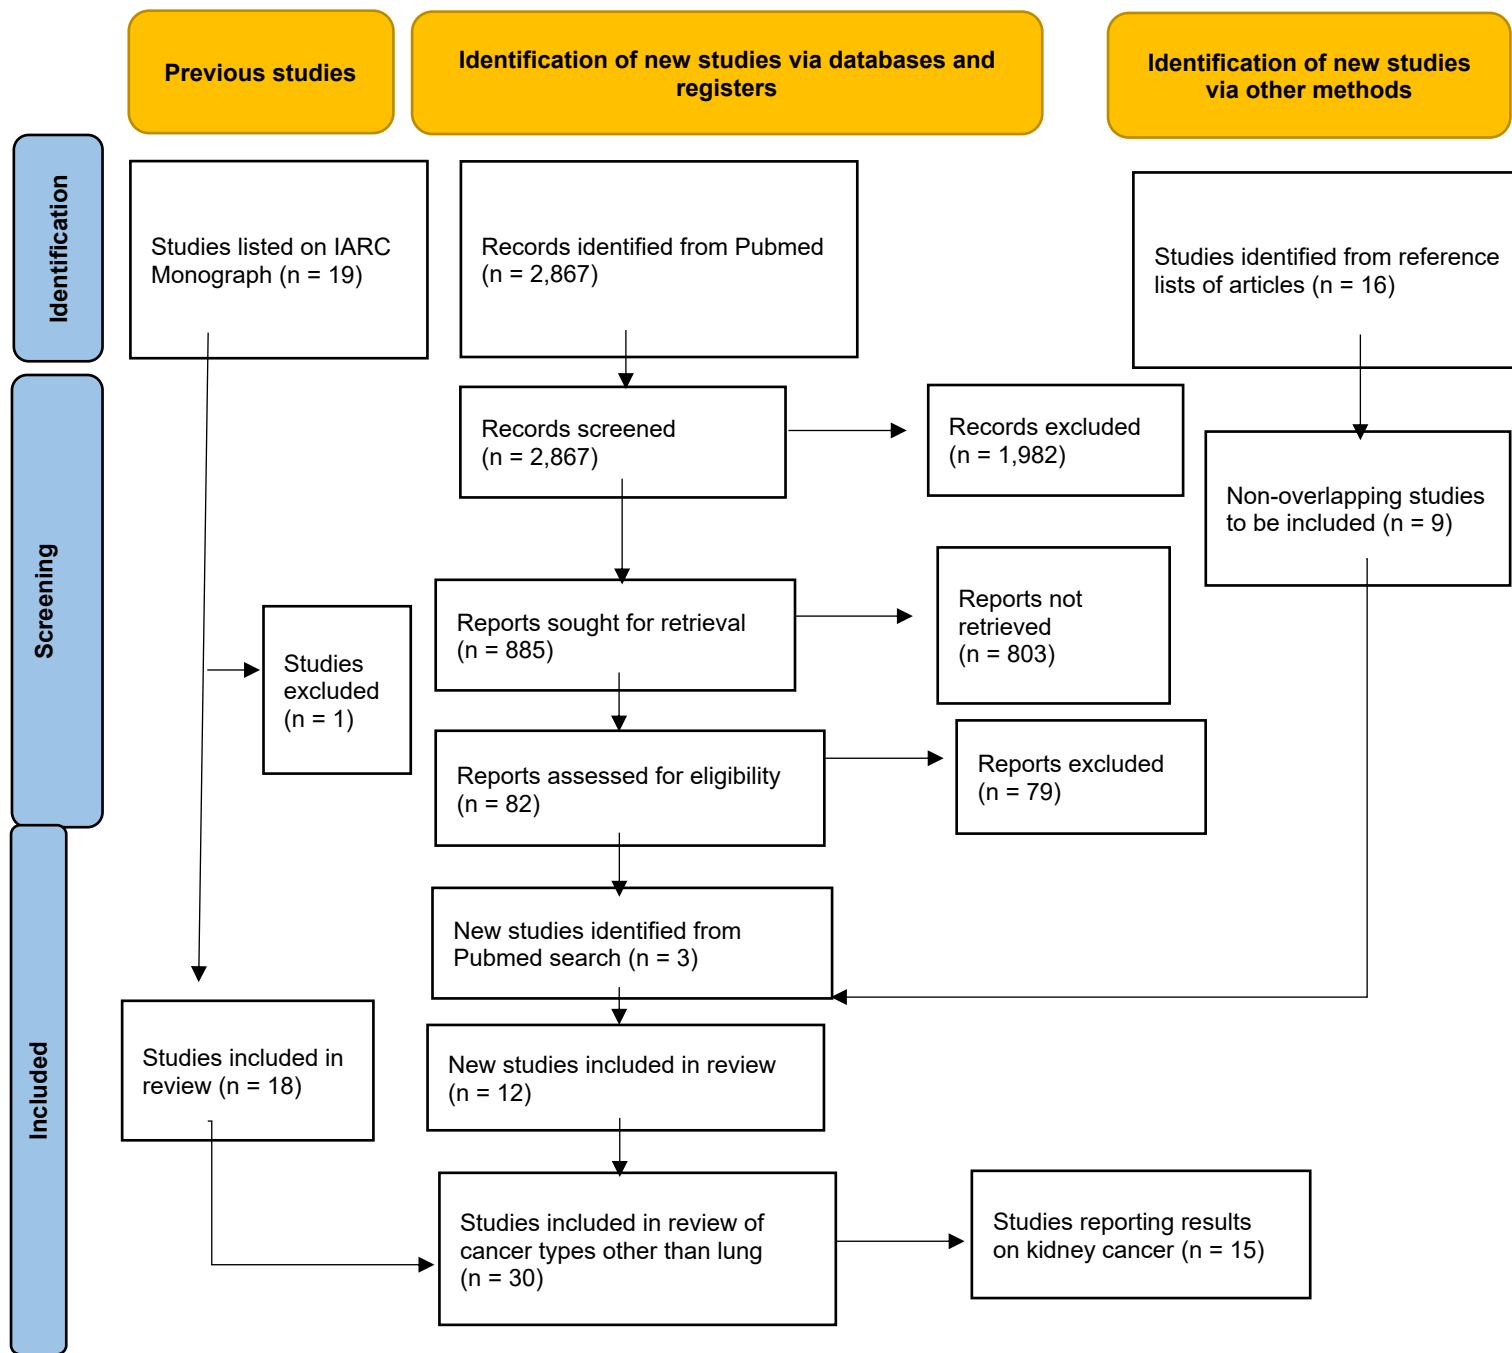 Previous studies
Identification of new studies via databases and
registers
Identification of new studies
via other methods
Identification
Studies listed on IARC
Monograph (n = 19)
Records identified from Pubmed
(n = 2,867)
Studies identified from reference
lists of articles (n = 16)
Screening
Records screened
(n = 2,867)
Records excluded
(n = 1,982)
Non-overlapping studies
to be included (n = 9)
Studies
excluded
(n = 1)
Reports sought for retrieval
(n = 885)
Reports not
retrieved
(n = 803)
Reports assessed for eligibility
(n = 82)
Reports excluded
(n = 79)
Included
New studies identified from
Pubmed search (n = 3)
Studies included in
review (n = 18)
New studies included in review
(n = 12)
Studies included in review of
cancer types other than lung
(n = 30)
Studies reporting results
on kidney cancer (n = 15)